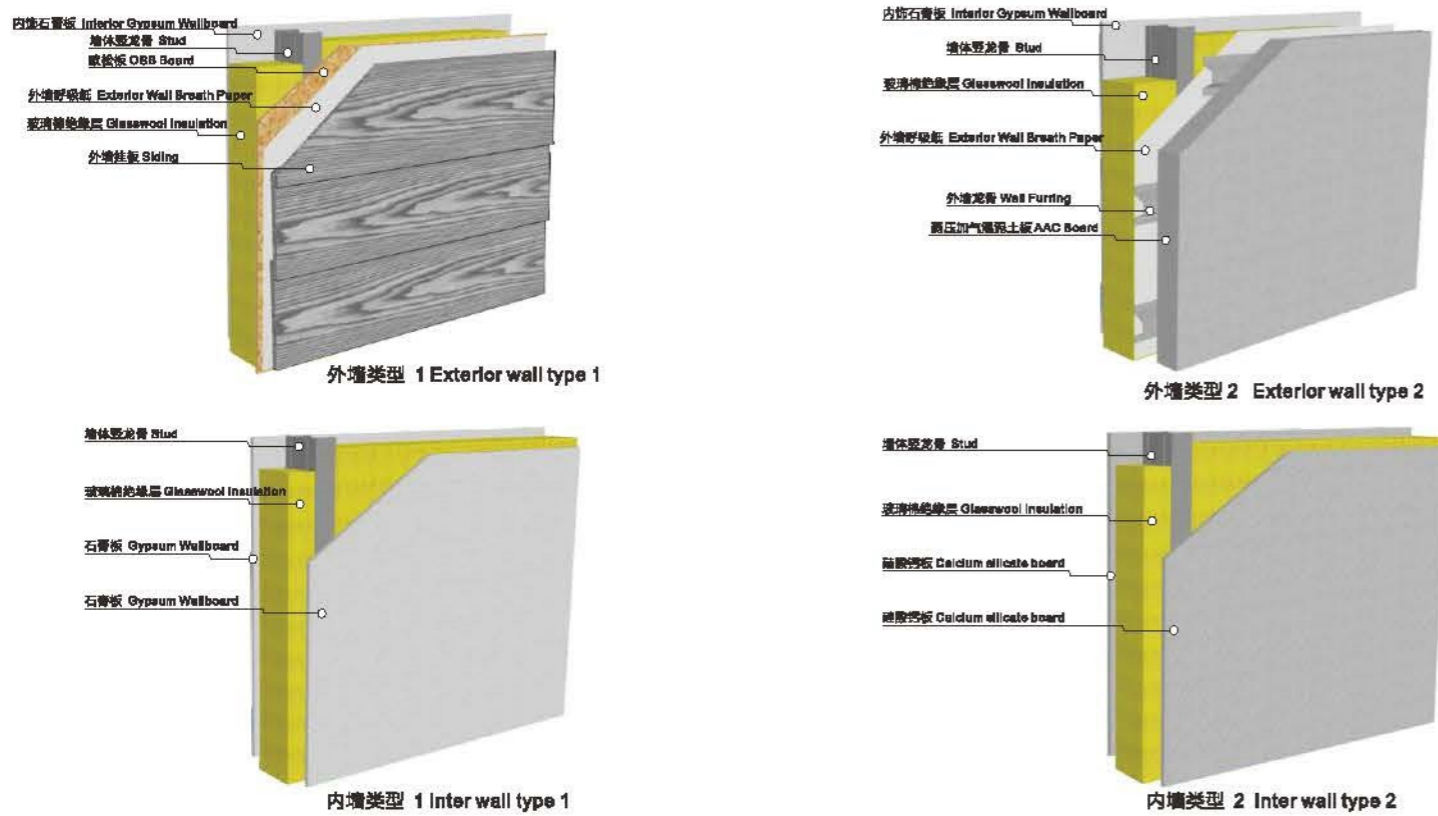 内饰石膏板 Interior Gypsum Wallboard
墙体竖龙骨 Stud
欧松板 OSB Board
外墙呼吸纸 Exterior Wall Breath Paper
玻璃棉绝缘层 Glasswool Insulation
外墙挂板 Siding
外墙类型 1 Exterior wall type 1
内饰石膏板 Interior Gypsum Wallboard
墙体竖龙骨 Stud
玻璃棉绝缘层 Glasswool Insulation
外墙呼吸纸 Exterior Wall Breath Paper
外墙龙骨 Wall Furring
蒸压加气混凝土板 AAC Board
外墙类型 2 Exterior wall type 2
墙体竖龙骨 Stud
玻璃棉绝缘层 Glasswool Insulation
石膏板 Gypsum Wallboard
石膏板 Gypsum Wallboard
内墙类型 1 Inter wall type 1
墙体竖龙骨 Stud
玻璃棉绝缘层 Glasswool Insulation
硅酸钙板 Calcium silicate board
硅酸钙板 Calcium silicate board
内墙类型 2 Inter wall type 2